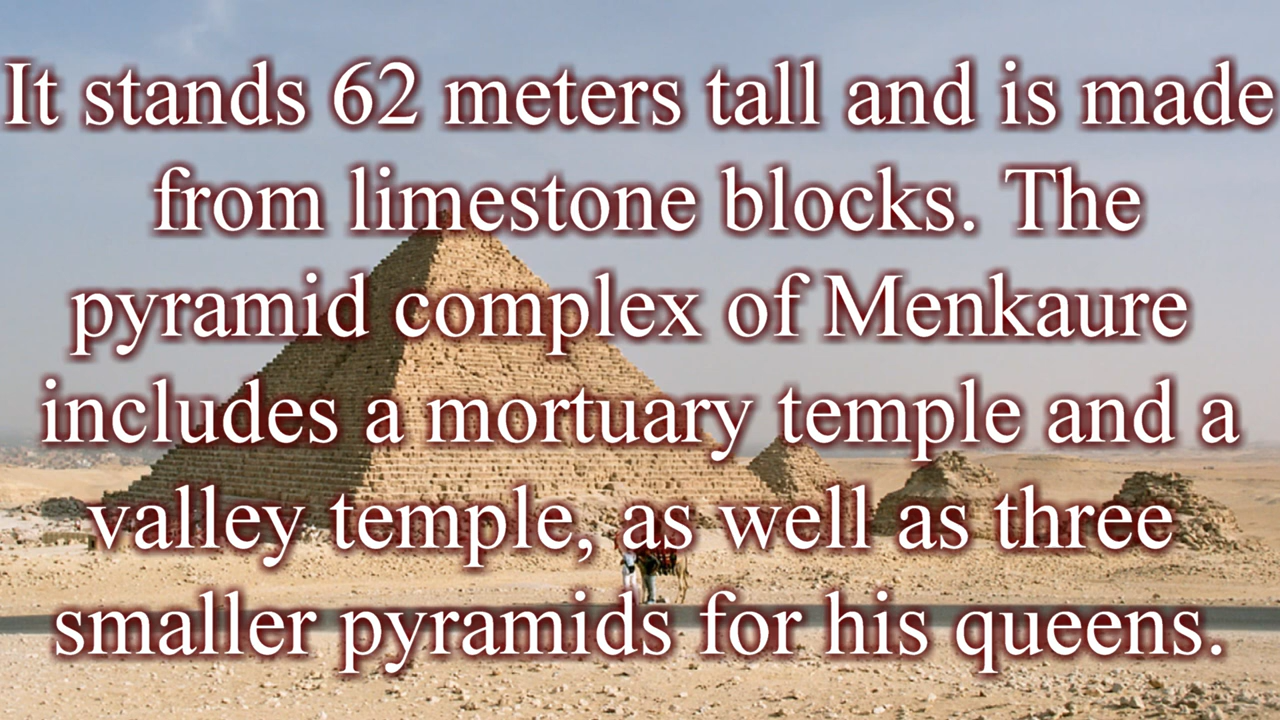 It stands 62 meters tall and is made
from limestone blocks. The
pyramid complex of Menkaure
includes a mortuary temple and a
valley temple, as well as three
smaller pyramids for his queens.